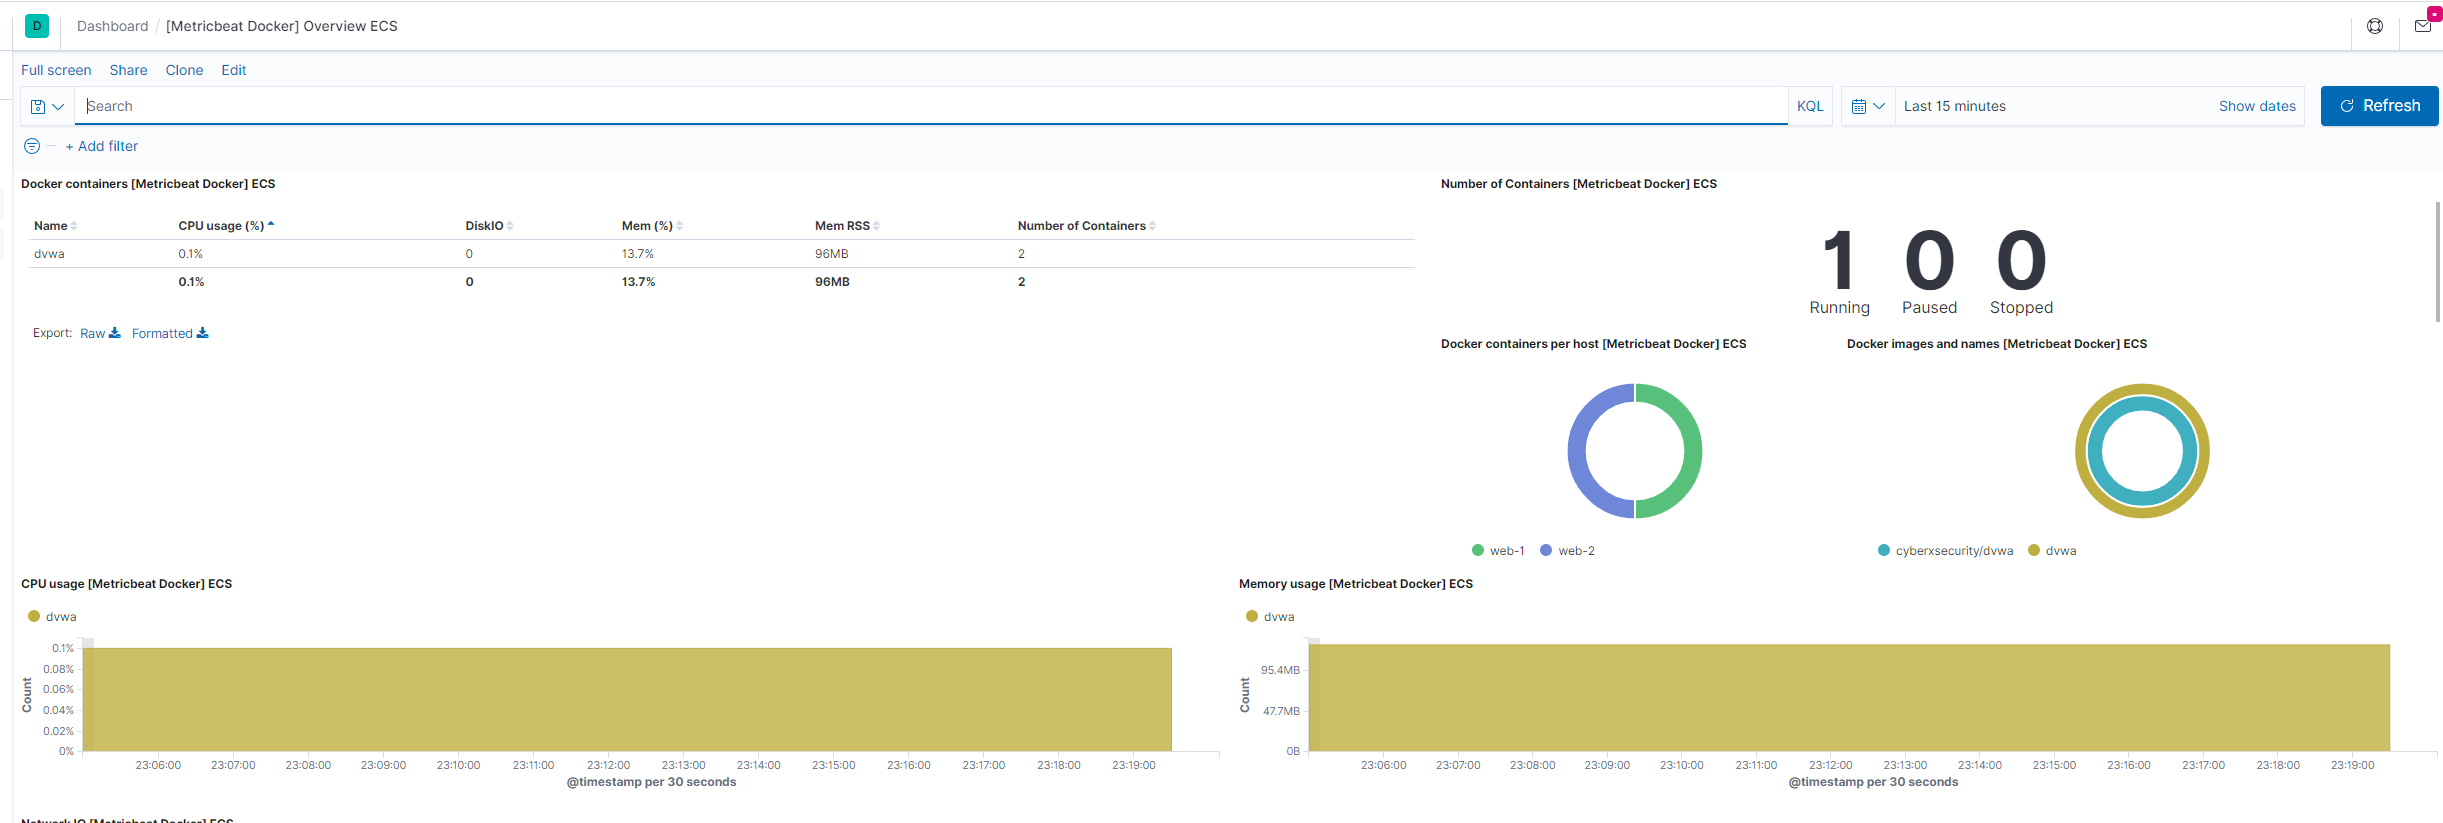 D Dashboard / [Metricbeat Docker] Overview ECS
Full screen Share Clone Edit
Search KQL Last 15 minutes Show dates Refresh
+ Add filter
Docker containers [Metricbeat Docker] ECS
Name CPU usage (%) DiskIO Mem (%) Mem RSS Number of Containers
dvwa 0.1% 0 13.7% 96MB 2
0.1% 0 13.7% 96MB 2
Export: Raw Formatted
Number of Containers [Metricbeat Docker] ECS
1 0 0
Running Paused Stopped
Docker containers per host [Metricbeat Docker] ECS
web-1 web-2
Docker images and names [Metricbeat Docker] ECS
cyberxsecurity/dvwa dvwa
CPU usage [Metricbeat Docker] ECS
dvwa
Count
0.1%
0.08%
0.06%
0.04%
0.02%
0%
23:06:00 23:07:00 23:08:00 23:09:00 23:10:00 23:11:00 23:12:00 23:13:00 23:14:00 23:15:00 23:16:00 23:17:00 23:18:00 23:19:00
@timestamp per 30 seconds
Memory usage [Metricbeat Docker] ECS
dvwa
Count
95.4MB
47.7MB
0B
23:06:00 23:07:00 23:08:00 23:09:00 23:10:00 23:11:00 23:12:00 23:13:00 23:14:00 23:15:00 23:16:00 23:17:00 23:18:00 23:19:00
@timestamp per 30 seconds
Network IO [Metricbeat Docker] ECS